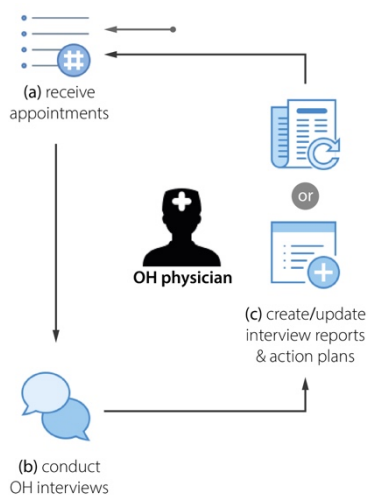 (a) receive
appointments
or
OH physician
(c) create/update
interview reports
& action plans
(b) conduct
OH interviews